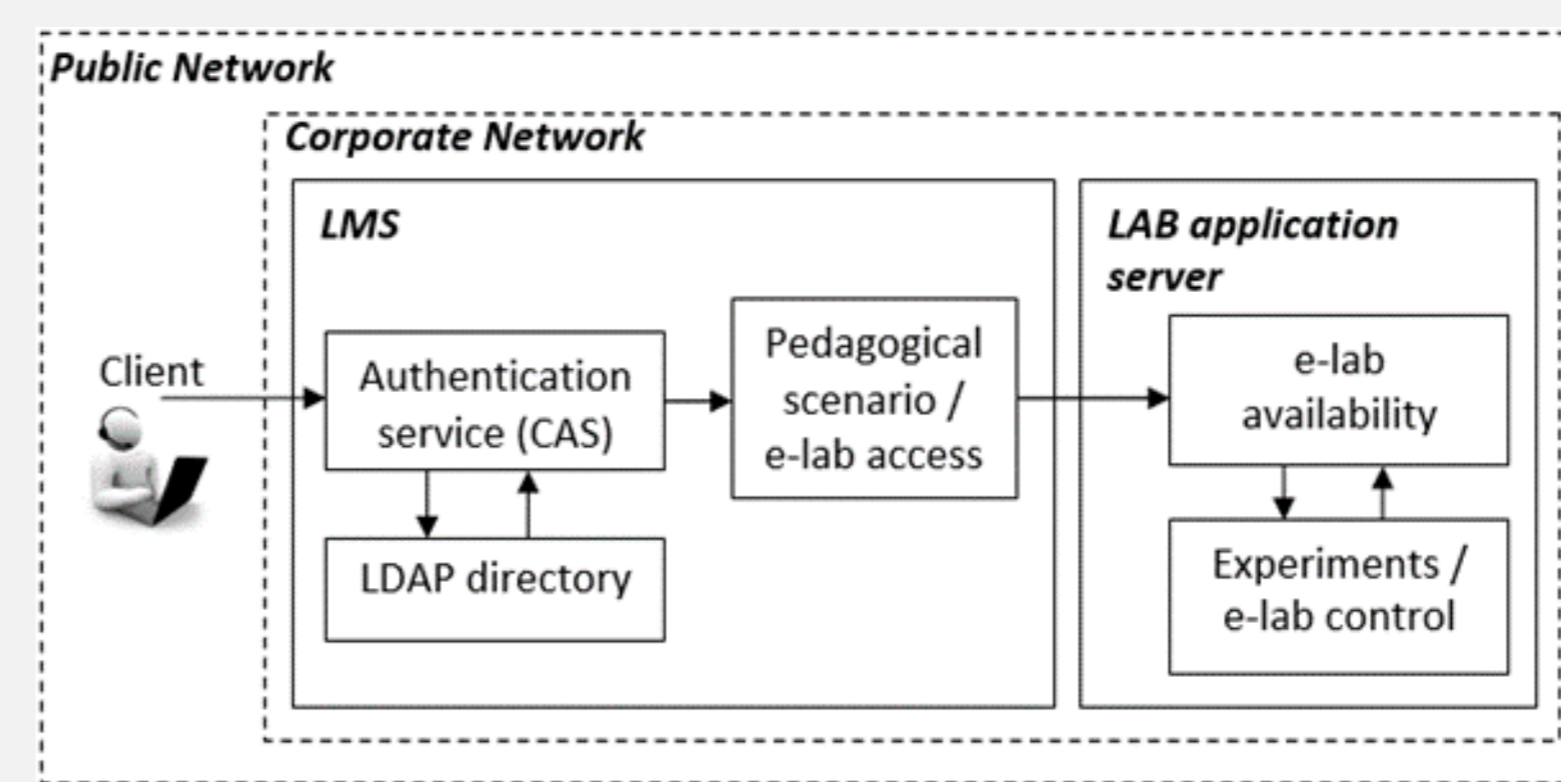 Public Network
Corporate Network
LMS
LAB application
server
Client
Authentication
service (CAS)
Pedagogical
scenario /
e-lab access
e-lab
availability
LDAP directory
Experiments /
e-lab control